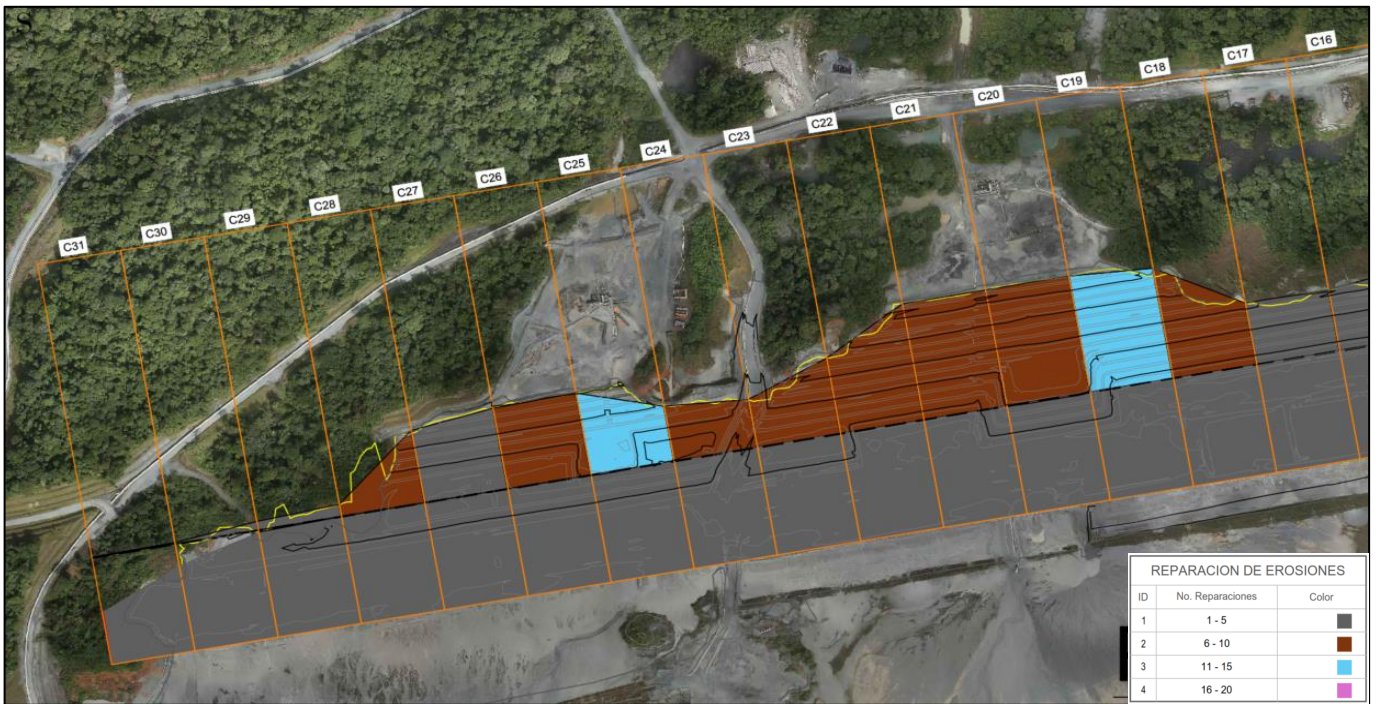 S
C16
C17
C18
C19
C20
C21
C22
C23
C24
C25
C26
C27
C28
C29
C30
C31
REPARACION DE EROSIONES
ID No. Reparaciones Color
1 1 - 5
2 6 - 10
3 11 - 15
4 16 - 20